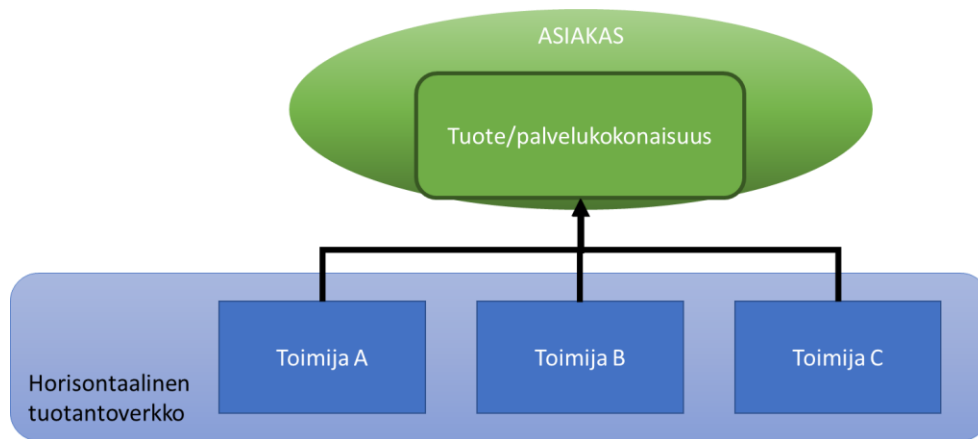 ASIAKAS
Tuote/palvelukokonaisuus
Toimija A
Toimija B
Toimija C
Horisontaalinen
tuotantoverkko